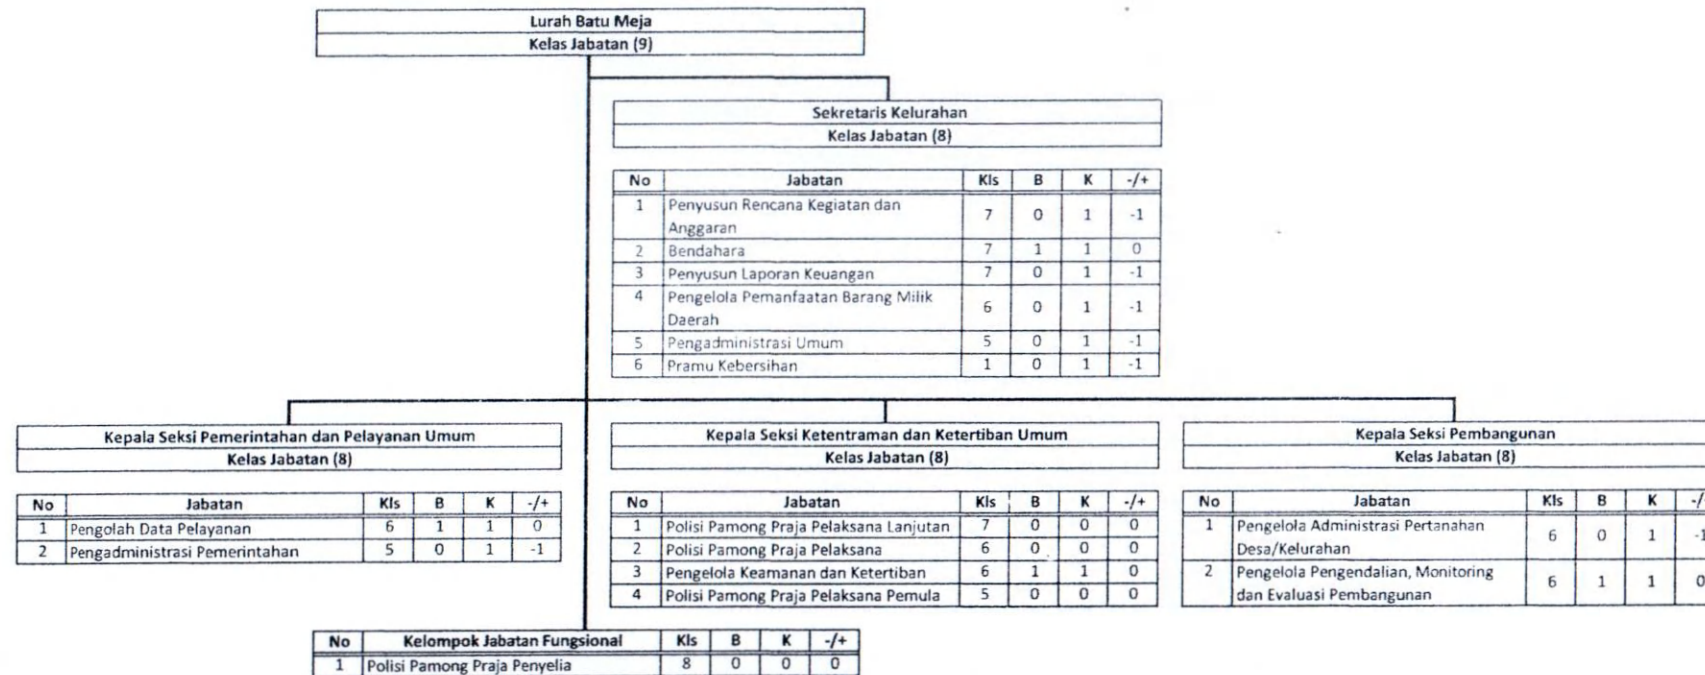 Lurah Batu Meja
Kelas Jabatan (9)
Sekretaris Kelurahan
Kelas Jabatan (8)
No Jabatan Kls B K -/+
1 Penyusun Rencana Kegiatan dan
Anggaran 7 0 1 -1
2 Bendahara 7 1 1 0
3 Penyusun Laporan Keuangan 7 0 1 -1
4 Pengelola Pemanfaatan Barang Milik
Daerah 6 0 1 -1
5 Pengadministrasi Umum 5 0 1 -1
6 Pramu Kebersihan 1 0 1 -1
Kepala Seksi Pemerintahan dan Pelayanan Umum
Kelas Jabatan (8)
No Jabatan Kls B K -/+
1 Pengolah Data Pelayanan 6 1 1 0
2 Pengadministrasi Pemerintahan 5 0 1 -1
Kepala Seksi Ketentraman dan Ketertiban Umum
Kelas Jabatan (8)
No Jabatan Kls B K -/+
1 Polisi Pamong Praja Pelaksana Lanjutan 7 0 0 0
2 Polisi Pamong Praja Pelaksana 6 0 0 0
3 Pengelola Keamanan dan Ketertiban 6 1 1 0
4 Polisi Pamong Praja Pelaksana Pemula 5 0 0 0
Kepala Seksi Pembangunan
Kelas Jabatan (8)
No Jabatan Kls B K -/
1 Pengelola Administrasi Pertanahan
Desa/Kelurahan 6 0 1 -1
2 Pengelola Pengendalian, Monitoring
dan Evaluasi Pembangunan 6 1 1 0
No Kelompok Jabatan Fungsional Kls B K -/+
1 Polisi Pamong Praja Penyelia 8 0 0 0